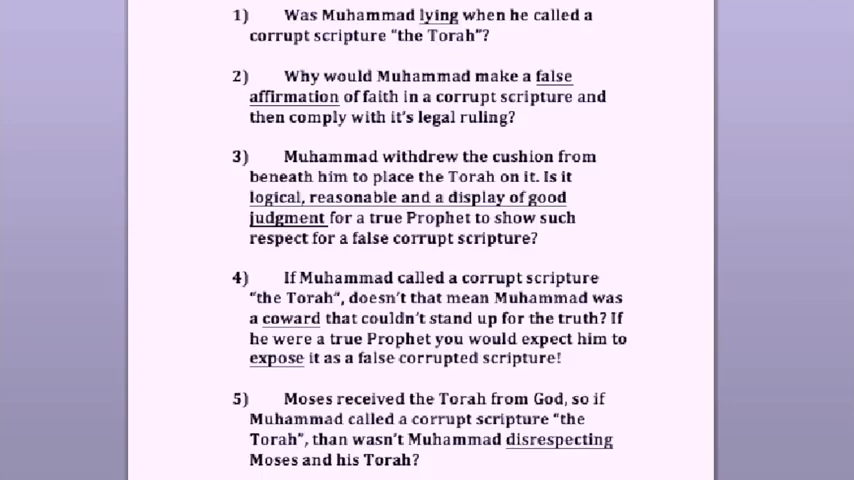 1) Was Muhammad lying when he called a
corrupt scripture “the Torah”?
2) Why would Muhammad make a false
affirmation of faith in a corrupt scripture and
then comply with it’s legal ruling?
3) Muhammad withdrew the cushion from
beneath him to place the Torah on it. Is it
logical, reasonable and a display of good
judgment for a true Prophet to show such
respect for a false corrupt scripture?
4) If Muhammad called a corrupt scripture
“the Torah”, doesn’t that mean Muhammad was
a coward that couldn’t stand up for the truth? If
he were a true Prophet you would expect him to
expose it as a false corrupted scripture!
5) Moses received the Torah from God, so if
Muhammad called a corrupt scripture “the
Torah”, than wasn’t Muhammad disrespecting
Moses and his Torah?